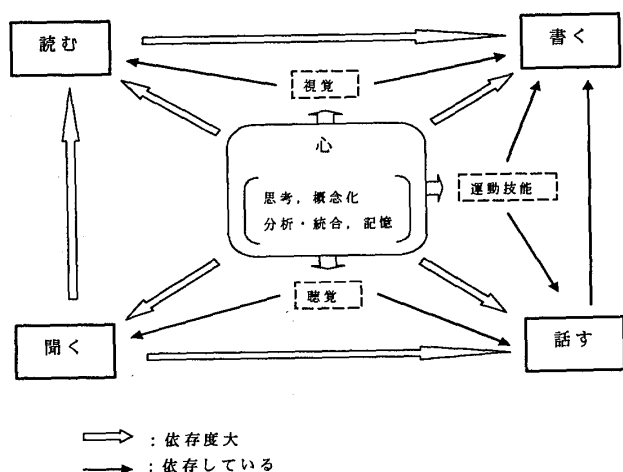 読む
書く
視覚
心
思考，概念化
分析・統合，記憶
運動技能
聴覚
聞く
話す
：依存度大
：依存している